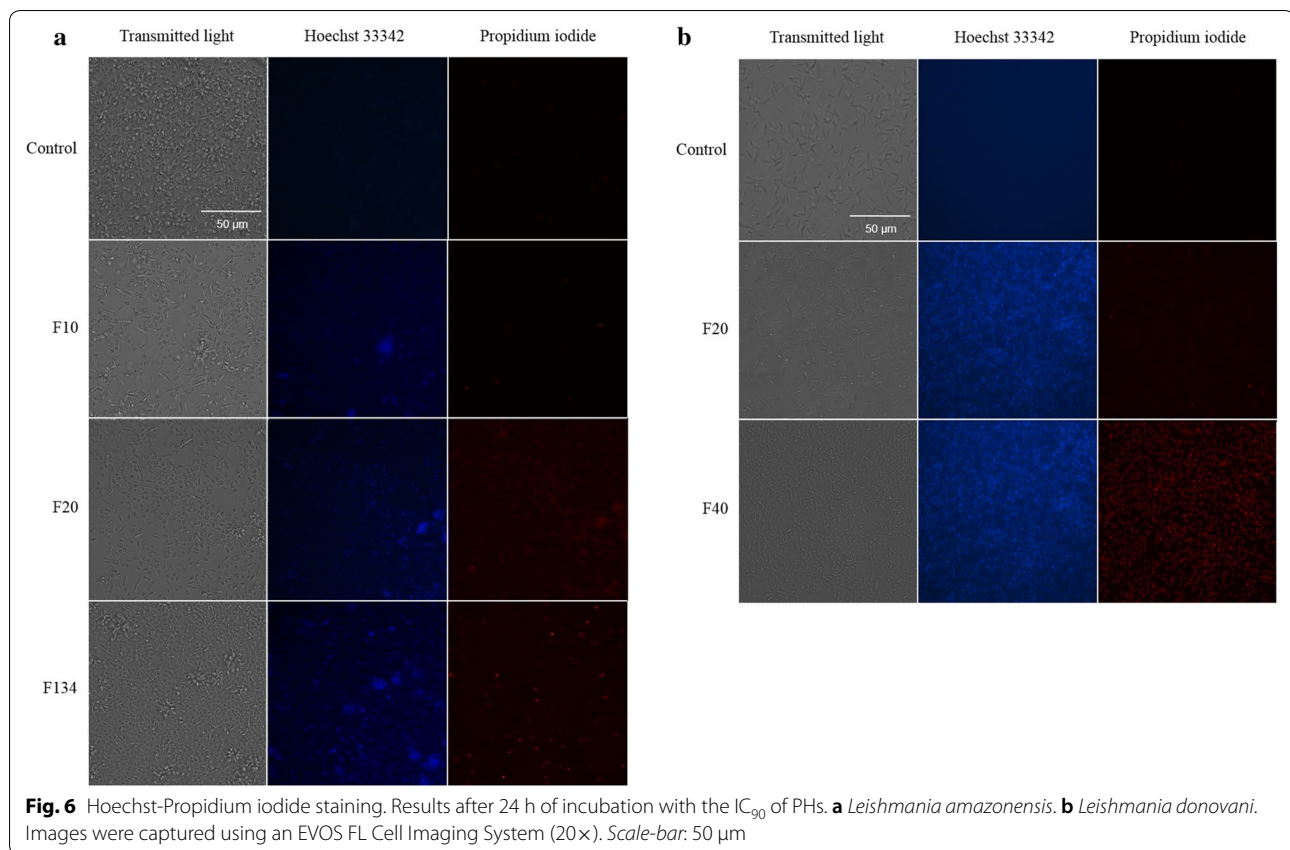 a
Transmitted light Hoechst 33342 Propidium iodide
Control
50 µm
F10
F20
F134
b
Transmitted light Hoechst 33342 Propidium iodide
Control
50 µm
F20
F40
Fig. 6 Hoechst-Propidium iodide staining. Results after 24 h of incubation with the IC90 of PHs. a Leishmania amazonensis. b Leishmania donovani.
Images were captured using an EVOS FL Cell Imaging System (20×). Scale-bar: 50 µm